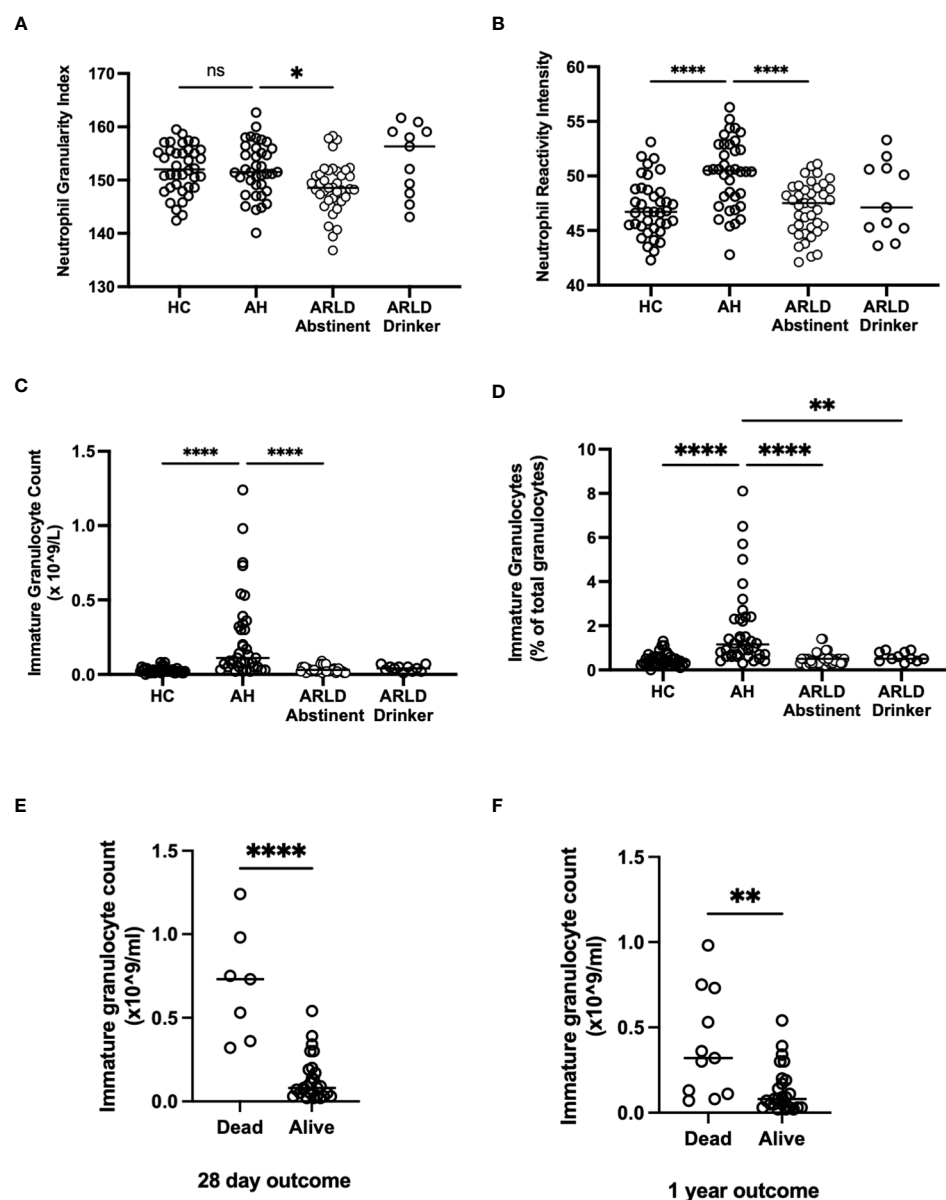 A
Neutrophil Granularity Index
170
160
150
140
130
ns
*
HC
AH
ARLD
Abstinent
ARLD
Drinker
B
Neutrophil Reactivity Intensity
60
55
50
45
40
****
****
HC
AH
ARLD
Abstinent
ARLD
Drinker
C
Immature Granulocyte Count
(x 10^9/L)
1.5
1.0
0.5
0.0
****
****
HC
AH
ARLD
Abstinent
ARLD
Drinker
D
Immature Granulocytes
(% of total granulocytes)
10
8
6
4
2
0
**
****
****
HC
AH
ARLD
Abstinent
ARLD
Drinker
E
Immature granulocyte count
(x10^9/ml)
1.5
1.0
0.5
0.0
****
Dead
Alive
28 day outcome
F
Immature granulocyte count
(x10^9/ml)
1.5
1.0
0.5
0.0
**
Dead
Alive
1 year outcome